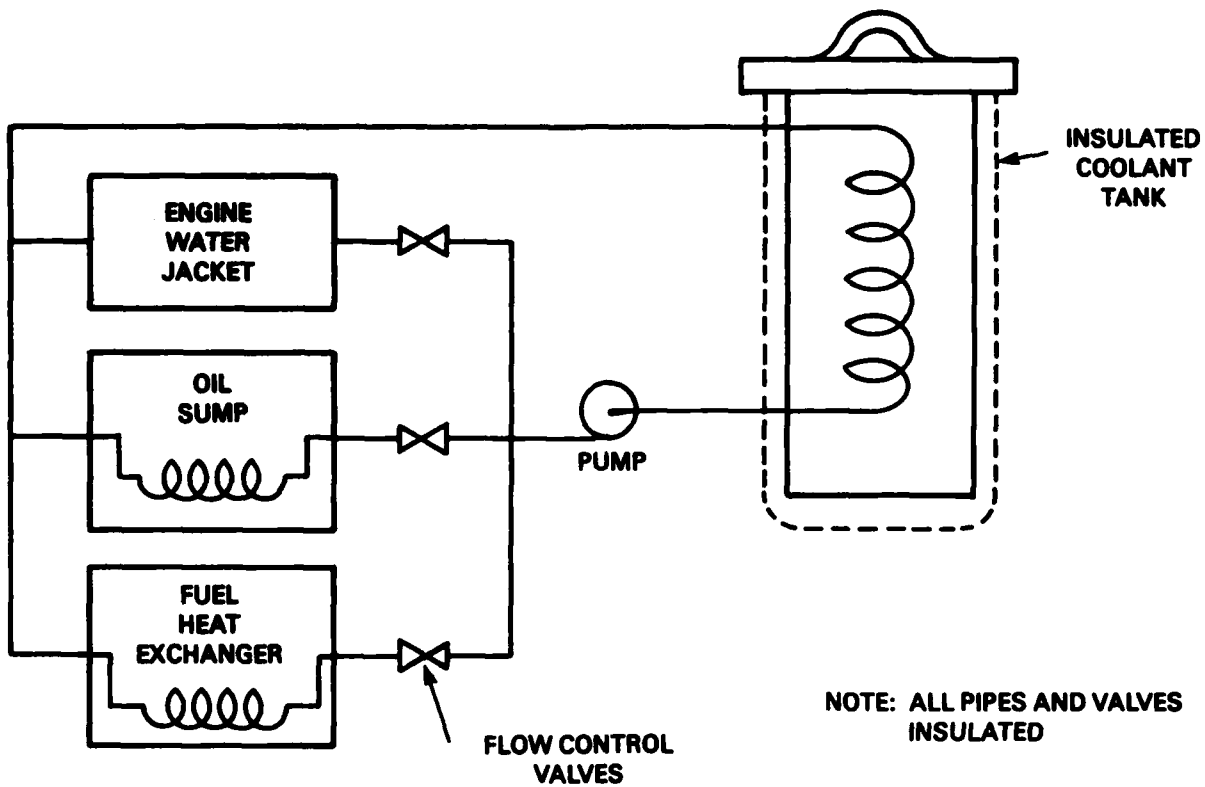 INSULATED
COOLANT
TANK
ENGINE
WATER
JACKET
OIL
SUMP
PUMP
FUEL
HEAT
EXCHANGER
NOTE: ALL PIPES AND VALVES
INSULATED
FLOW CONTROL
VALVES